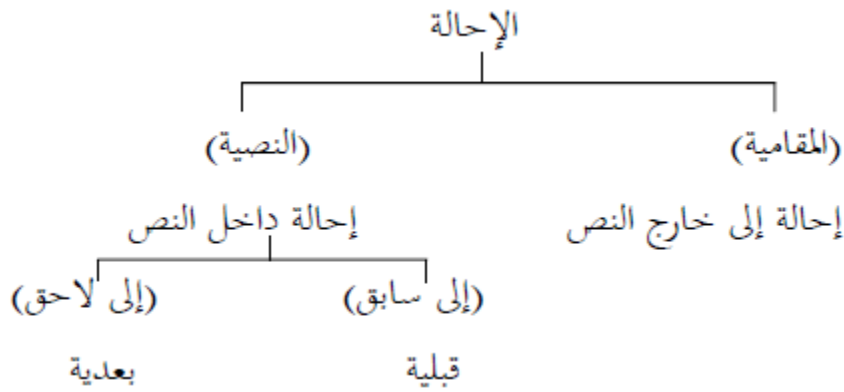 الإحالة
(المقامية) (النصية)
إحالة إلى خارج النص إحالة داخل النص
(إلى سابق) (إلى لاحق)
قبلية بعدية